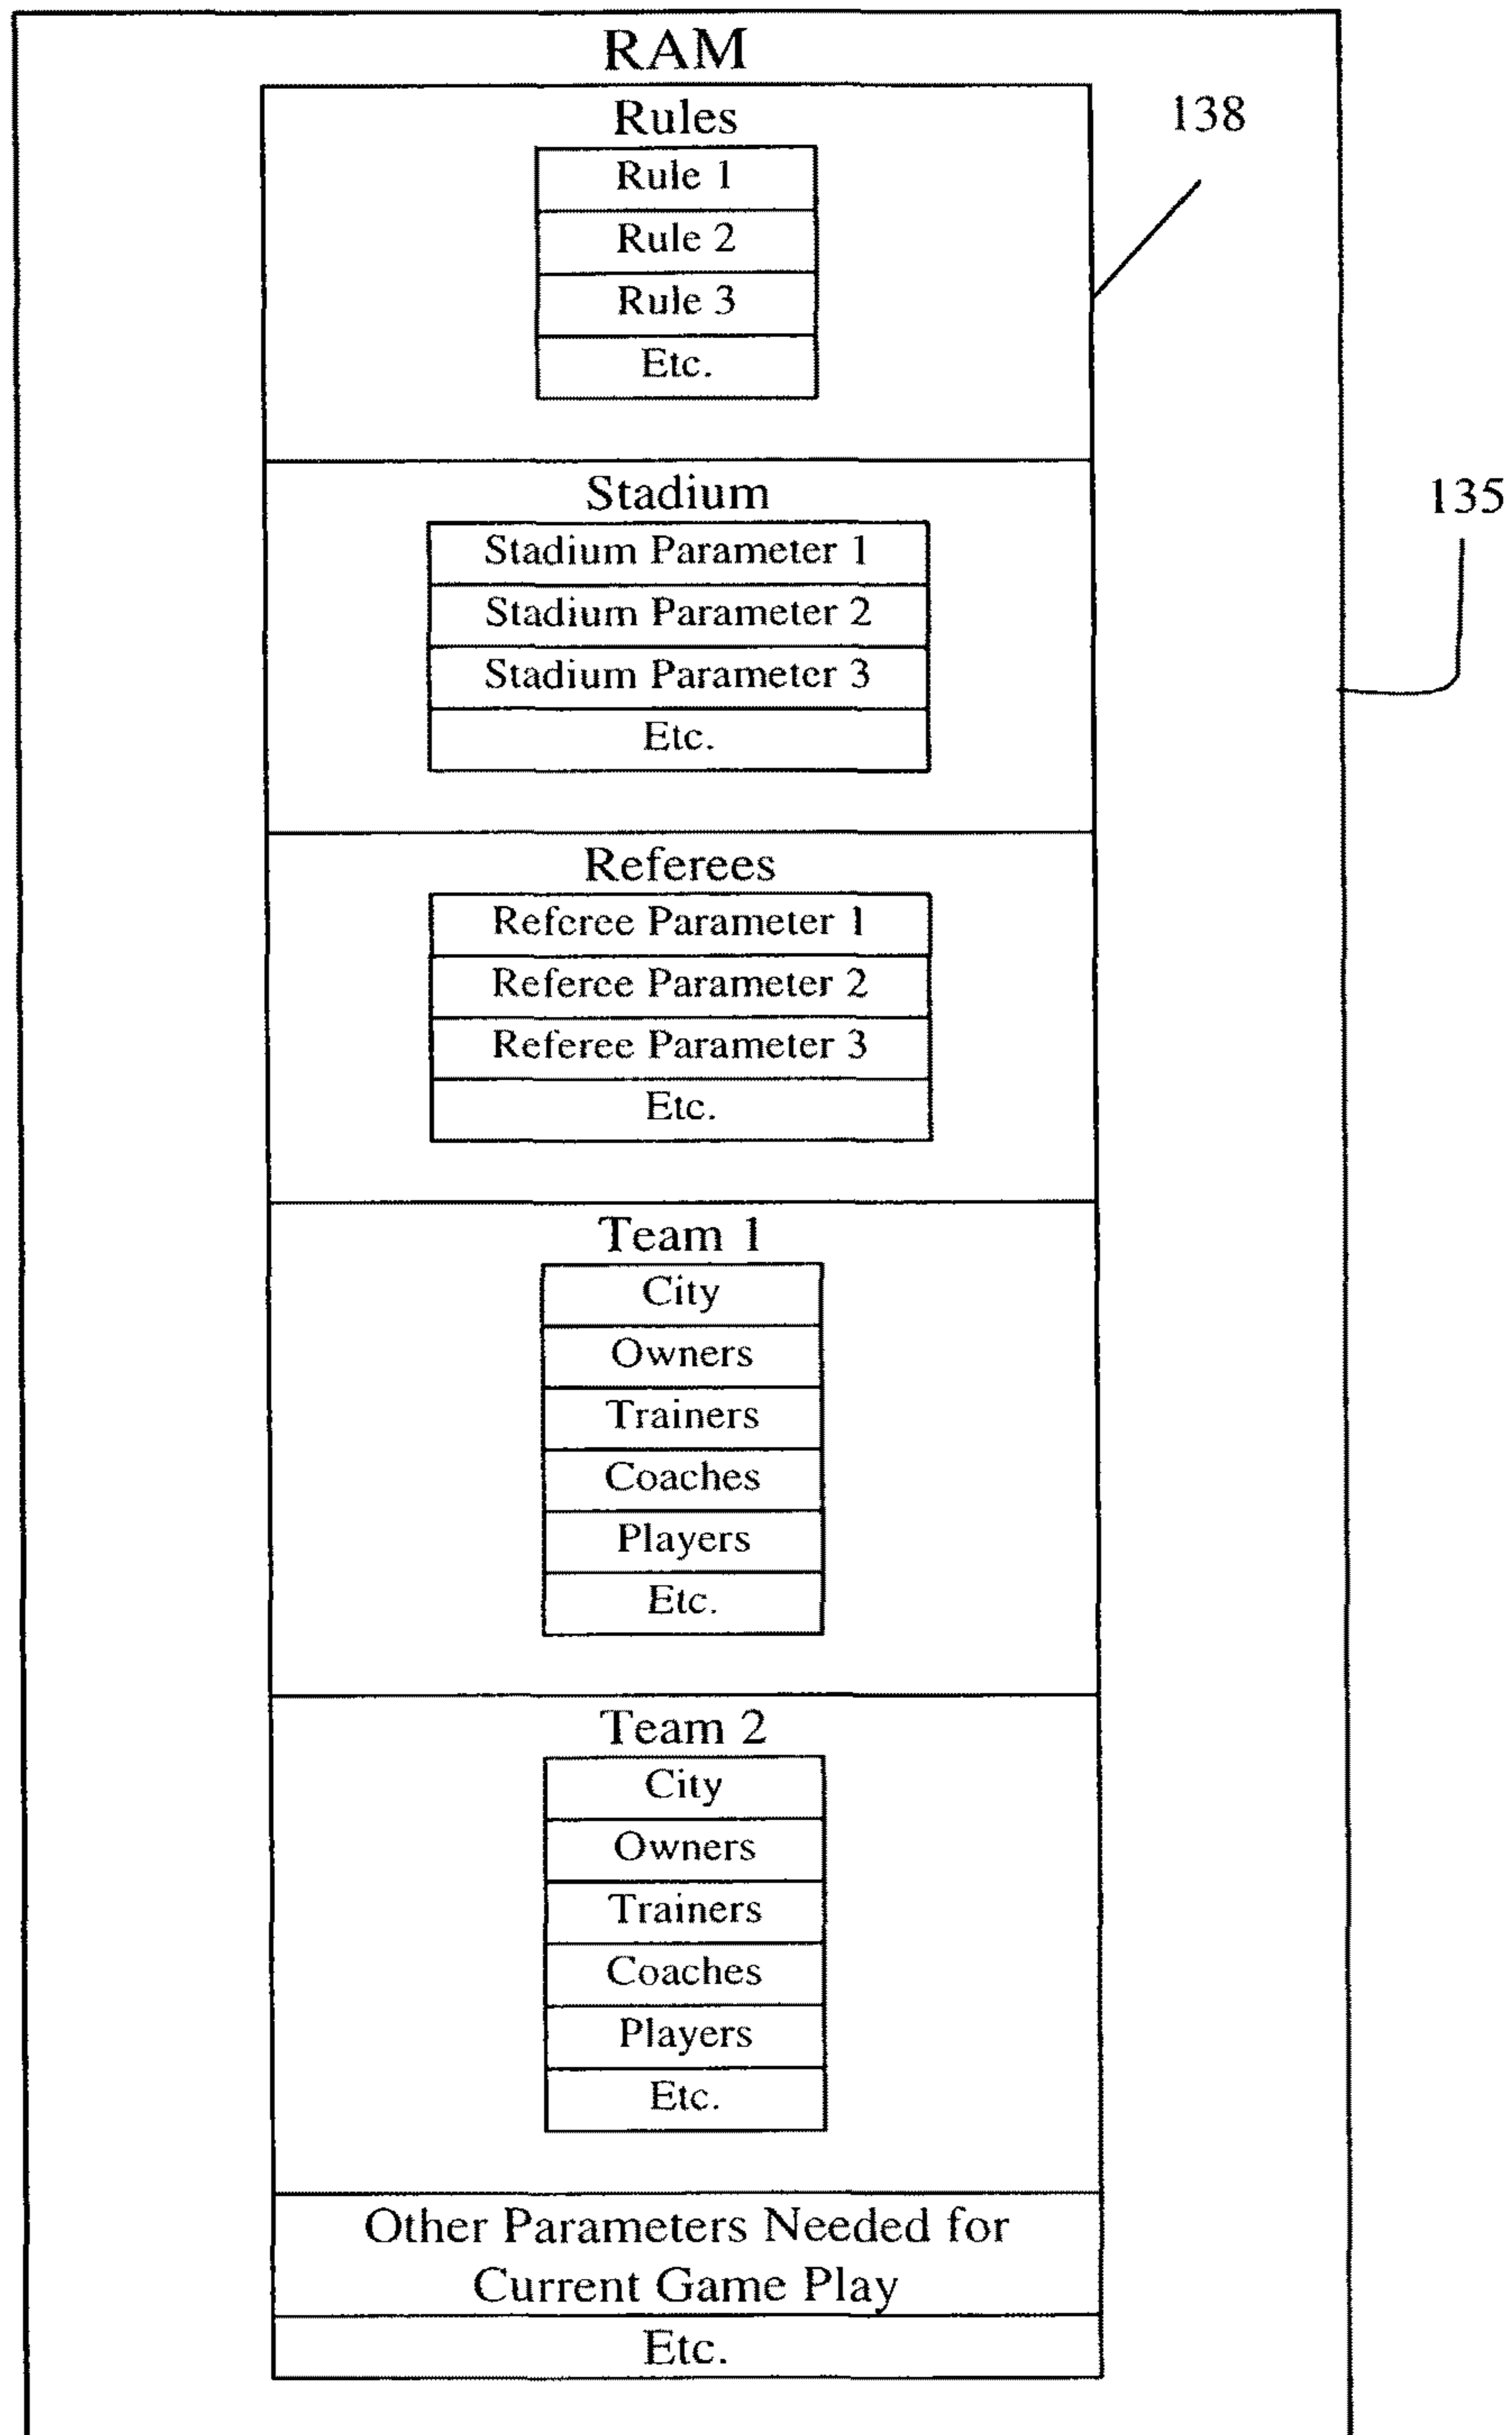 RAM
Rules
138
Rule 1
Rule 2
Rule 3
Etc.
Stadium
135
Stadium Parameter 1
Stadium Parameter 2
Stadium Parameter 3
Etc.
Referees
Referee Parameter 1
Referee Parameter 2
Referee Parameter 3
Etc.
Team 1
City
Owners
Trainers
Coaches
Players
Etc.
Team 2
City
Owners
Trainers
Coaches
Players
Etc.
Other Parameters Needed for
Current Game Play
Etc.